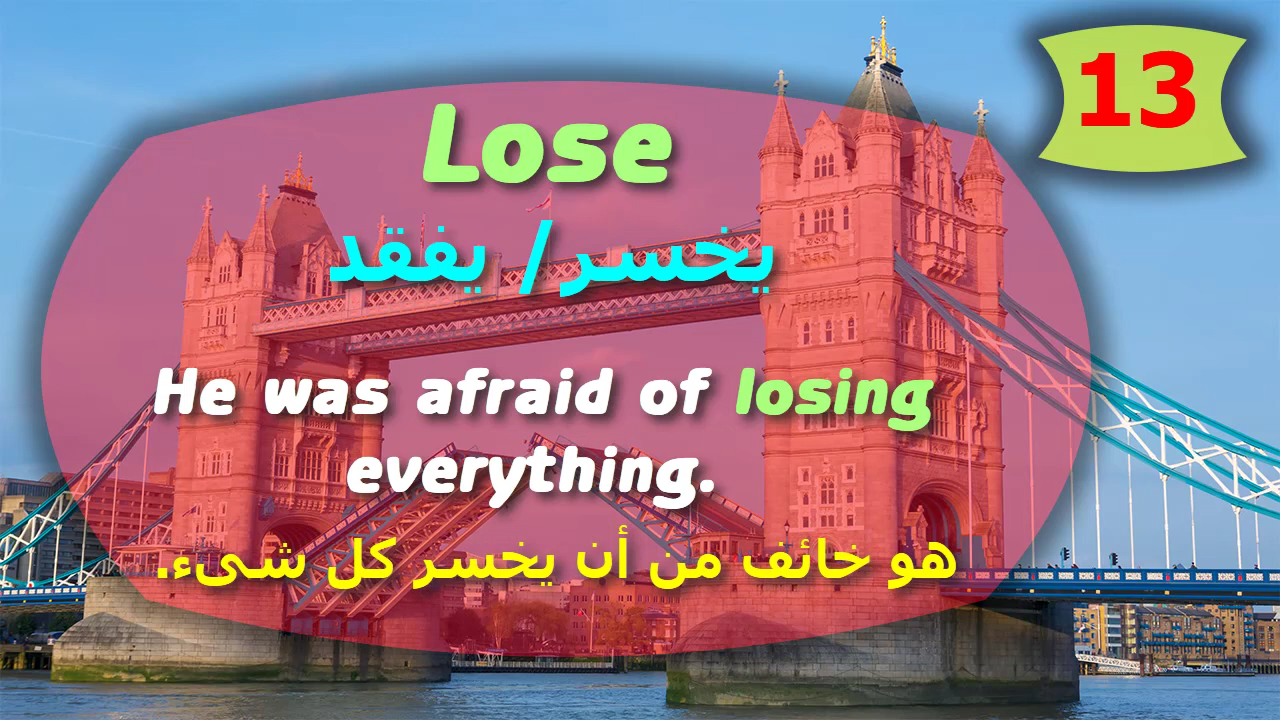 13
Lose
يخسر/ يفقد
He was afraid of losing
everything.
هو خائف من أن يخسر كل شىء.